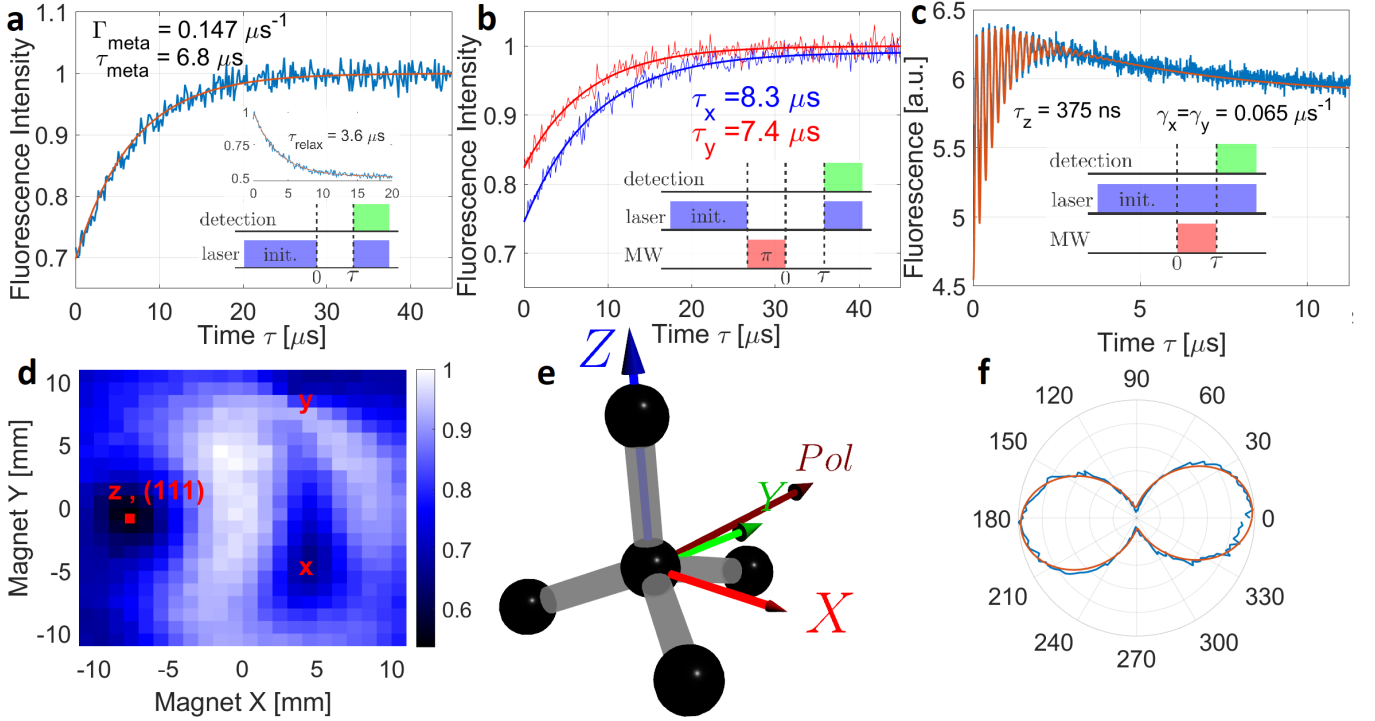 a
Fluorescence Intensity
1.1
1
0.9
0.8
0.7
Γmeta = 0.147 μs-1
τmeta = 6.8 μs
1
0.75
0.5
τrelax = 3.6 μs
0 5 10 15 20
detection
laser
init.
0 τ
0 10 20 30 40
Time τ [μs]
b
Fluorescence Intensity
1
0.9
0.8
0.7
τx =8.3 μs
τy =7.4 μs
detection
laser
init.
MW
π
0 τ
0 10 20 30 40
Time τ [μs]
c
Fluorescence [a.u.]
6.5
6
5.5
5
4.5
τz = 375 ns
γx=γy = 0.065 μs-1
detection
laser
init.
MW
0 τ
0 5 10
Time τ [μs]
d
Magnet Y [mm]
10
5
0
-5
-10
y
z , (111)
x
-10 -5 0 5 10
Magnet X [mm]
1
0.9
0.8
0.7
0.6
e
Z
Pol
Y
X
f
90
120 60
150 30
180 0
210 330
240 300
270